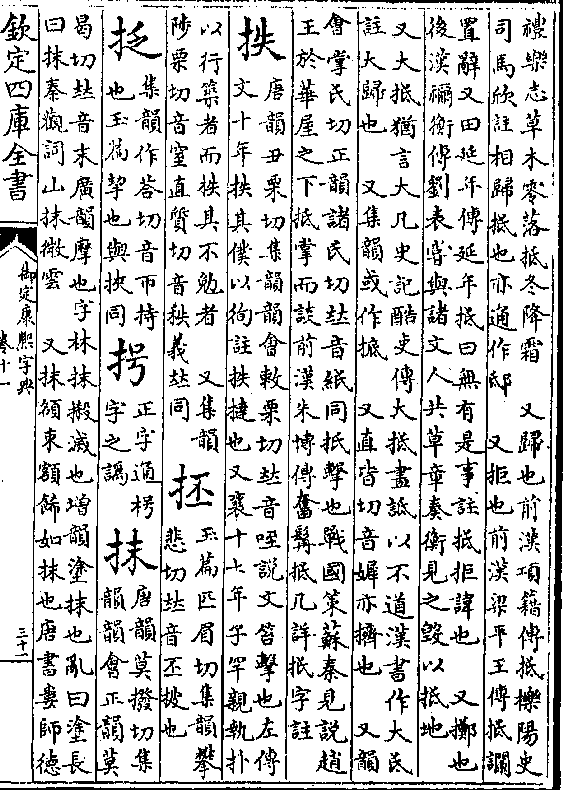 禮樂志草木零落抵冬降霜　又歸也前漢項籍傳抵櫟陽史
司馬欣註相歸抵也亦通作邸　又拒也前漢梁平王傳抵讕
置辭又田延年傳延年抵曰無有是事註抵拒諱也　又擲也
後漢禰衡傳劉表嘗與諸文人共草章奏衡見之毀以抵地
又大抵猶言大凡史記酷史傳大抵盡詆以不道漢書作大氐
註大歸也　又集韻或作㧗　又直皆切音㜷亦擠也　又韻
會掌氏切正韻諸氏切𠀤音紙同抵擊也戰國策蘇秦見說趙
王於華屋之下抵掌而談前漢朱博傳奮髯抵几詳抵字註
抶
唐韻丑栗切集韻韻會敕栗切𠀤音咥說文笞擊也左傳
文十年抶其僕以徇註抶撻也又襄十七年子罕親執扑
以行築者而抶其不勉者　又集韻
陟栗切音窒直質切音秩義𠀤同
抷
玉篇匹眉切集韻攀
悲切𠀤音丕披也
抸
集韻作荅切音帀持
也玉篇挐也與挾同
拐
正字通枴
字之譌
抹
唐韻莫撥切集
韻韻會正韻莫
曷切𠀤音末廣韻摩也字林抹摋滅也增韻塗抹也亂曰塗長
曰抹秦觀詞山抹微雲　又抹額束額飾如抹也唐書婁師德
欽定四庫全書
御定康熙字典
卷十一
三十一